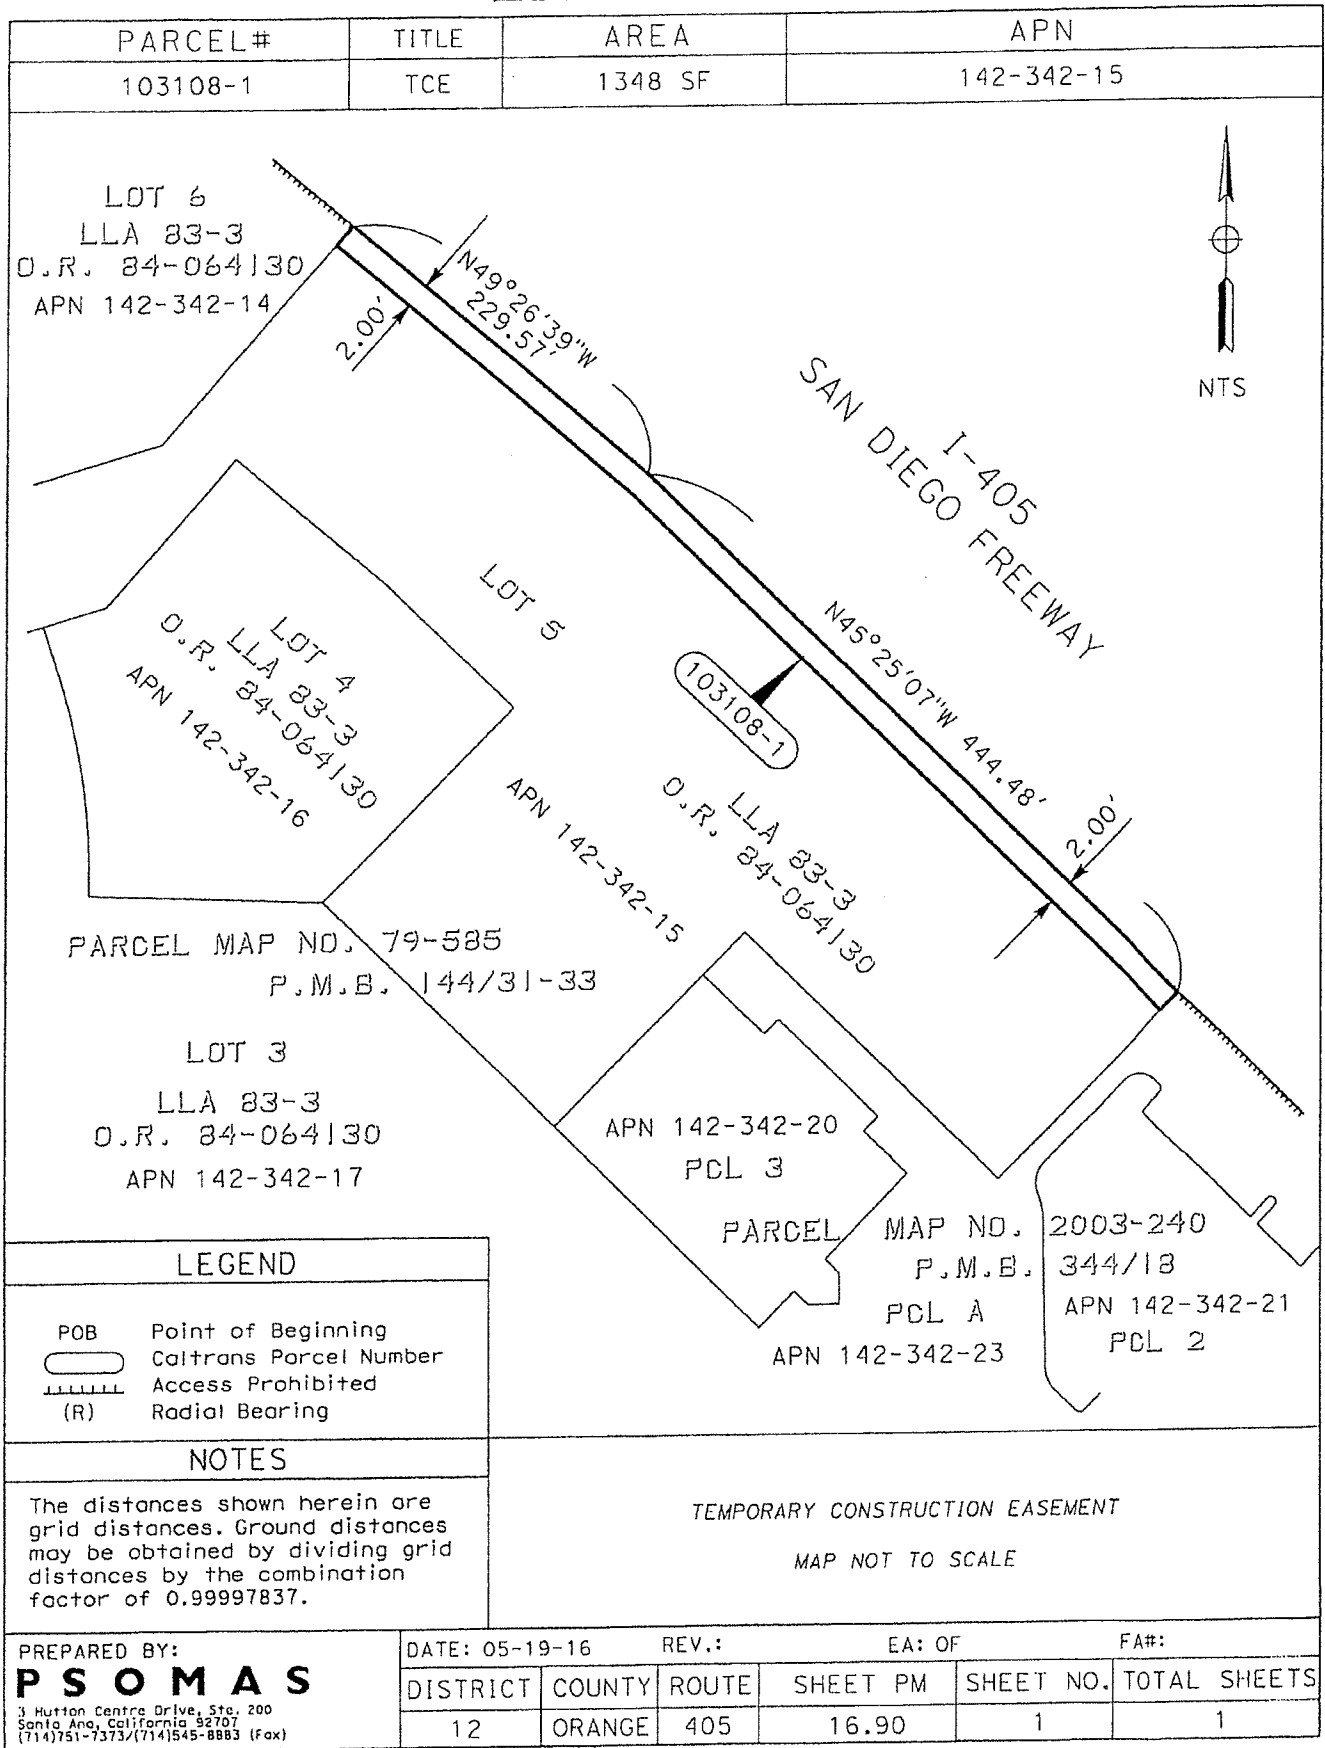 PARCEL# TITLE AREA APN
103108-1 TCE 1348 SF 142-342-15
LOT 6
LLA 83-3
O.R. 84-064130
APN 142-342-14
2.00'
N49°26'39"W
229.57'
NTS
I-405
SAN DIEGO FREEWAY
LOT 5
N45°25'07"W 444.48'
2.00'
103108-1
LOT 4
LLA 83-3
O.R. 84-064130
APN 142-342-16
LLA 83-3
O.R. 84-064130
APN 142-342-15
PARCEL MAP NO. 79-585
P.M.B. 144/31-33
LOT 3
LLA 83-3
O.R. 84-064130
APN 142-342-17
APN 142-342-20
PCL 3
PARCEL MAP NO. 2003-240
P.M.B. 344/18
PCL A
APN 142-342-23
APN 142-342-21
PCL 2
LEGEND
POB Point of Beginning
Caltrans Parcel Number
Access Prohibited
(R) Radial Bearing
NOTES
The distances shown herein are
grid distances. Ground distances
may be obtained by dividing grid
distances by the combination
factor of 0.99997837.
TEMPORARY CONSTRUCTION EASEMENT
MAP NOT TO SCALE
PREPARED BY:
PSOMAS
3 Hutton Centre Drive, Ste. 200
Santa Ana, California 92707
(714)751-7373/(714)545-8883 (Fax)
DATE: 05-19-16 REV.: EA: OF FA#:
DISTRICT COUNTY ROUTE SHEET PM SHEET NO. TOTAL SHEETS
12 ORANGE 405 16.90 1 1